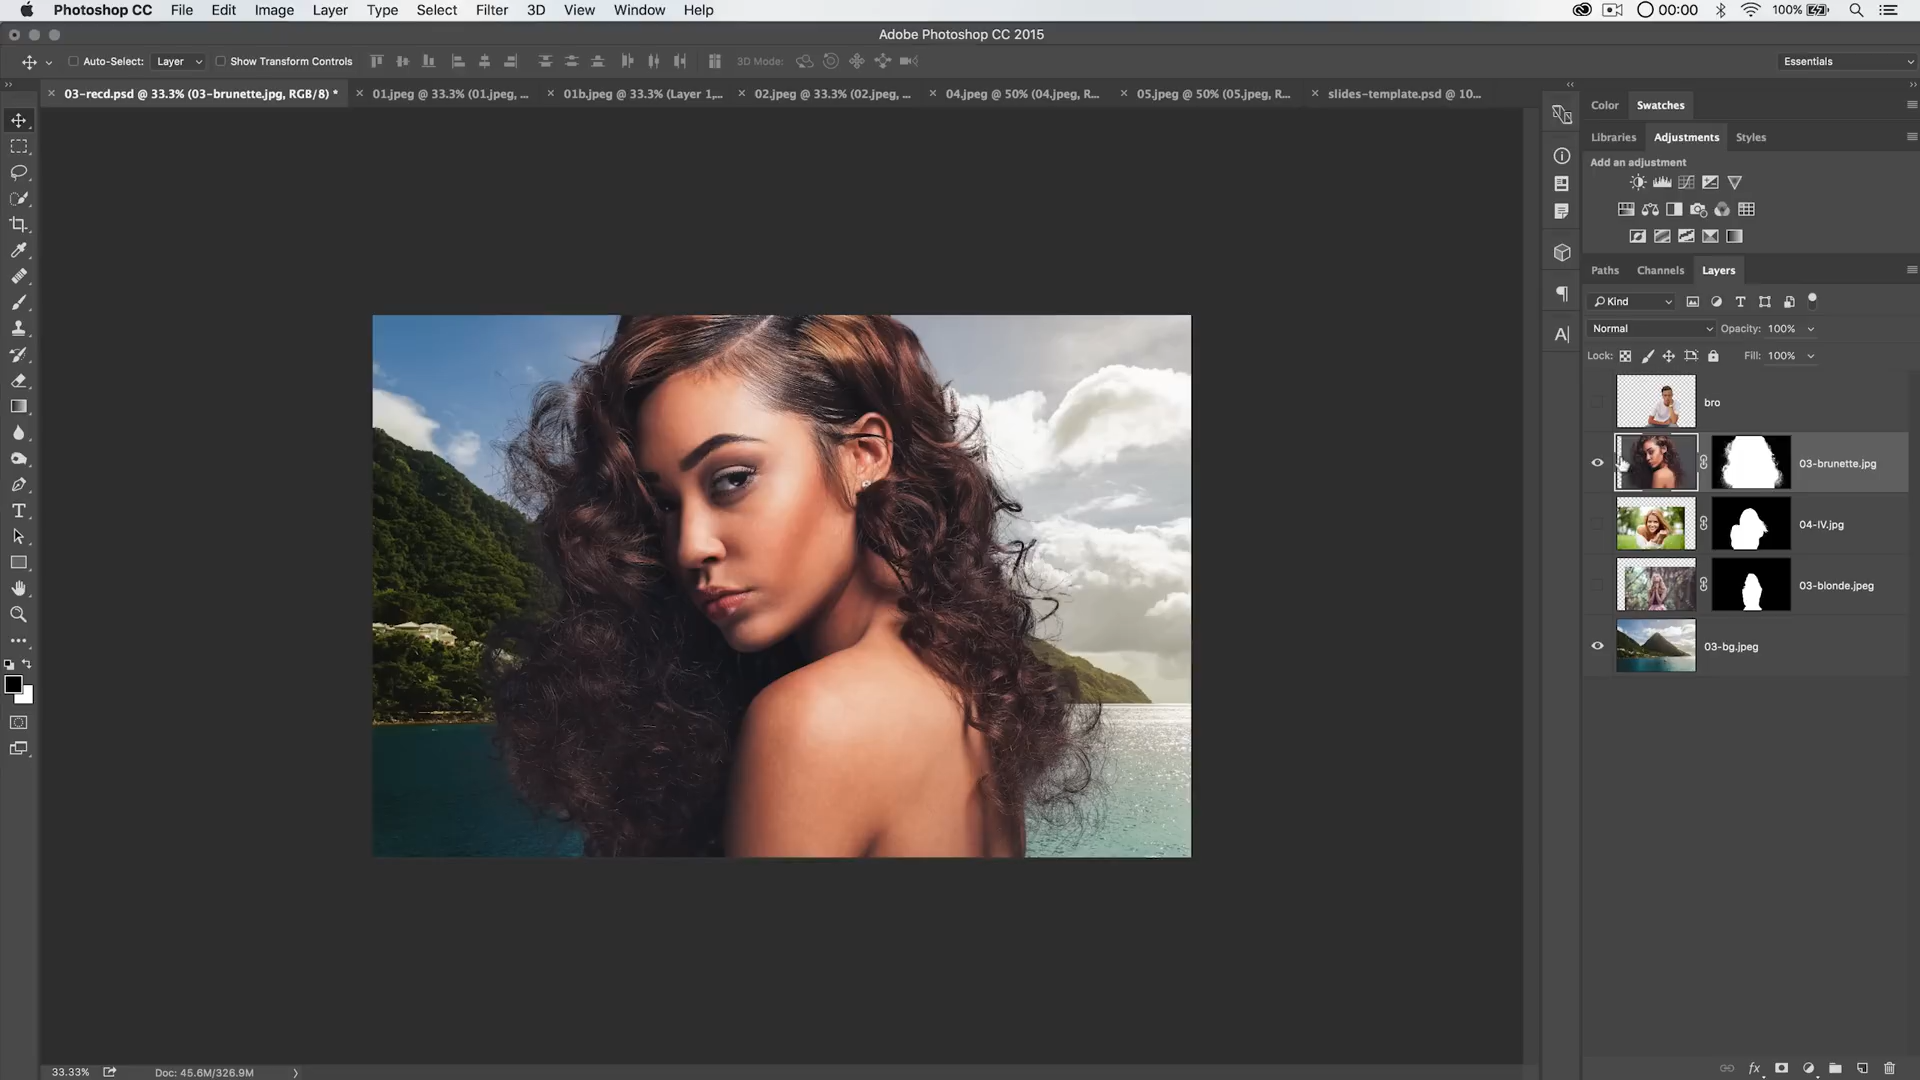 Photoshop CC File Edit Image Layer Type Select Filter 3D View Window Help 00:00 100%
Adobe Photoshop CC 2015
Auto-Select: Layer Show Transform Controls 3D Mode: Essentials
03-recd.psd @ 33.3% (03-brunette.jpg, RGB/8) * 01.jpeg @ 33.3% (01.jpeg, ... 01b.jpeg @ 33.3% (Layer 1,... 02.jpeg @ 33.3% (02.jpeg, ... 04.jpeg @ 50% (04.jpeg, R... 05.jpeg @ 50% (05.jpeg, R... slides-template.psd @ 10...
Color Swatches
Libraries Adjustments Styles
Add an adjustment
Paths Channels Layers
Kind
Normal Opacity: 100%
Lock: Fill: 100%
bro
03-brunette.jpg
04-IV.jpg
03-blonde.jpeg
03-bg.jpeg
33.33% Doc: 45.6M/326.9M